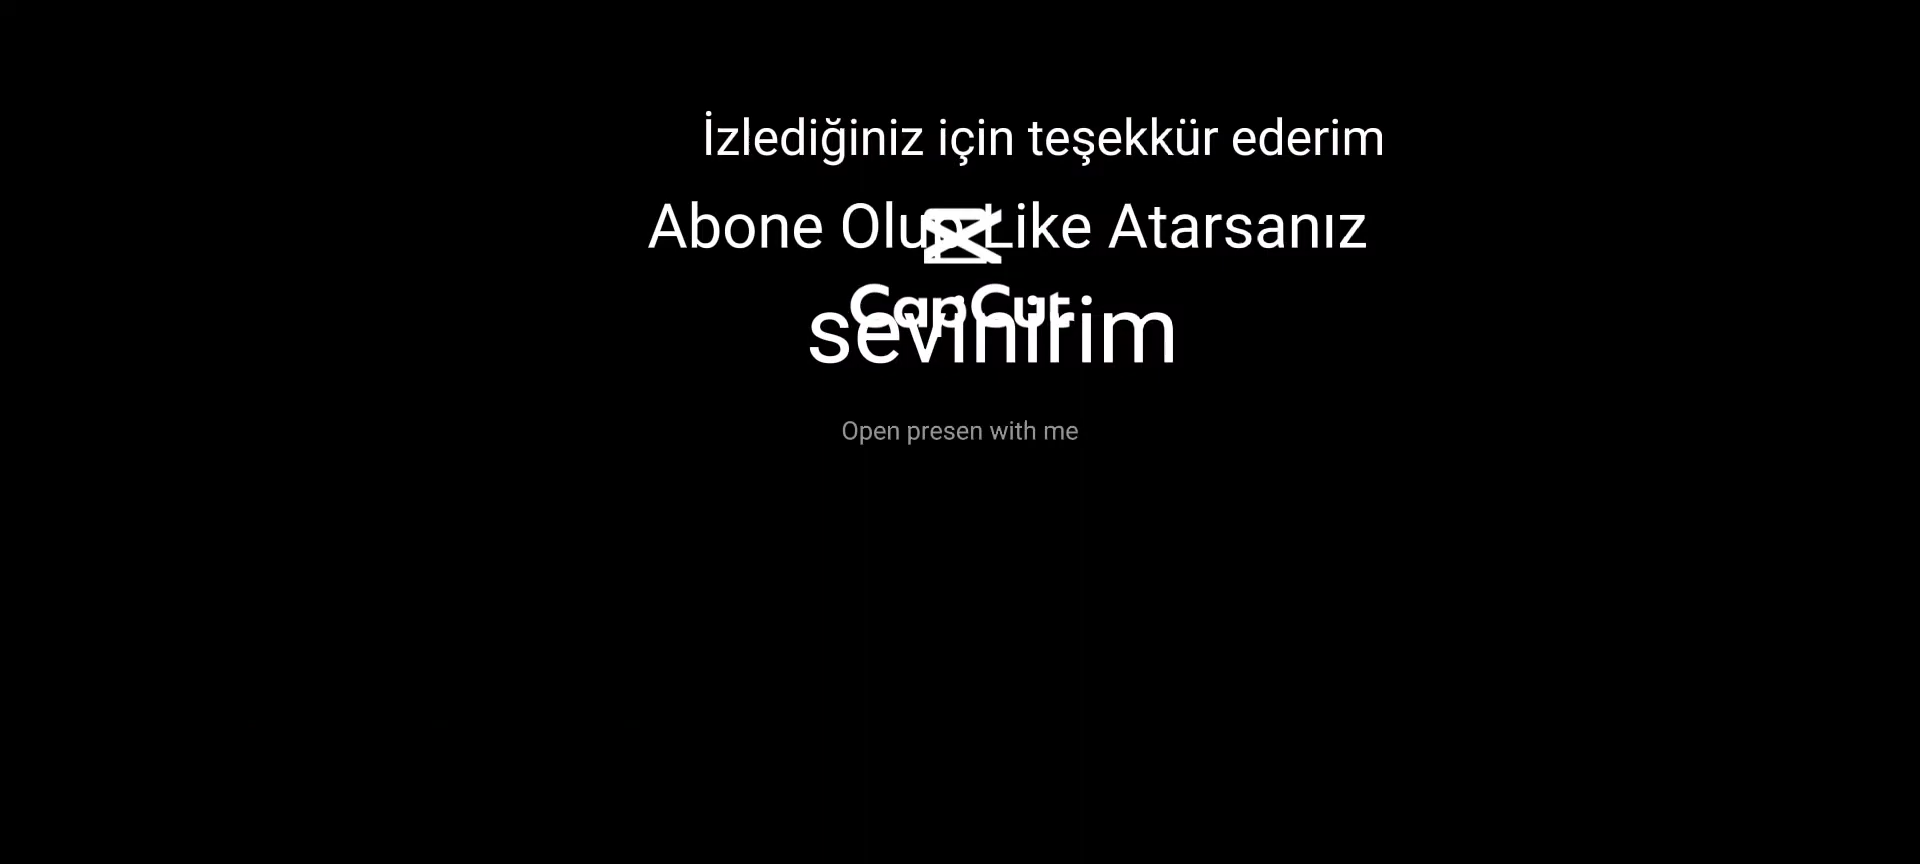 İzlediğiniz için teşekkür ederim
Abone Olup Like Atarsanız
CapCut
sevinirim
Open presen with me